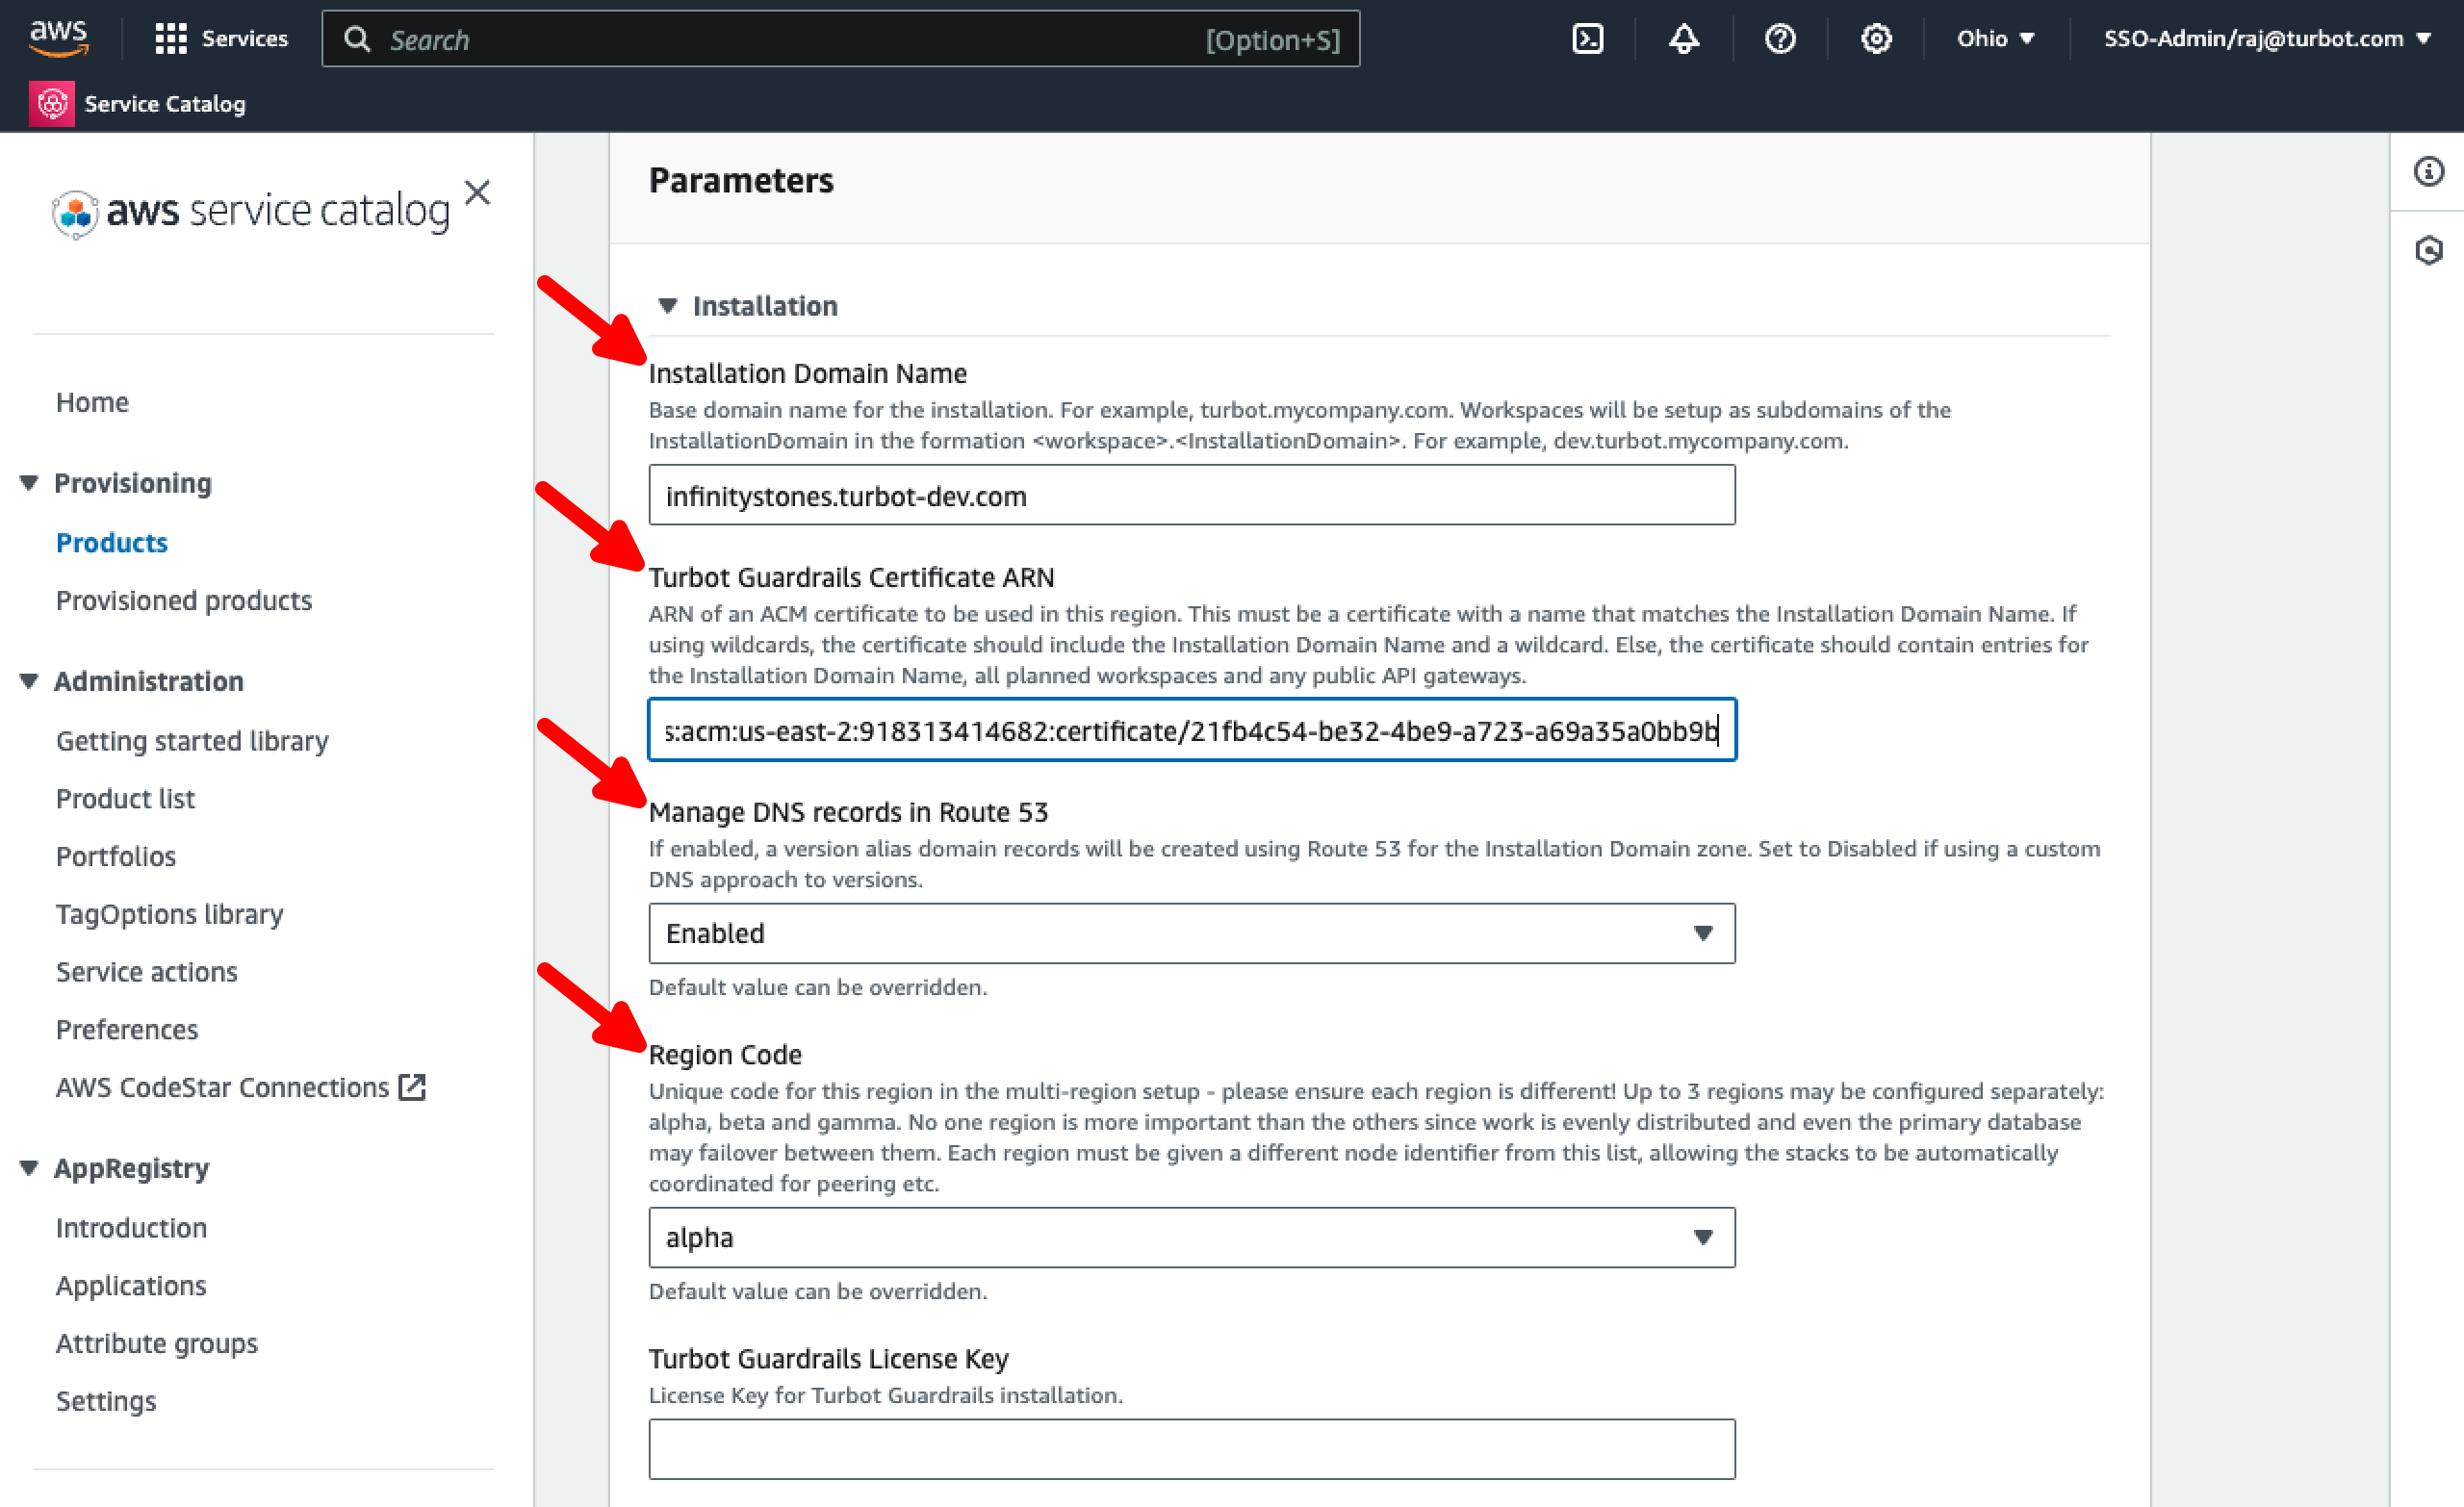 aws
Services
Search
[Option+S]
Ohio
SSO-Admin/raj@turbot.com
Service Catalog
aws service catalog
Home
Provisioning
Products
Provisioned products
Administration
Getting started library
Product list
Portfolios
TagOptions library
Service actions
Preferences
AWS CodeStar Connections
AppRegistry
Introduction
Applications
Attribute groups
Settings
Parameters
Installation
Installation Domain Name
Base domain name for the installation. For example, turbot.mycompany.com. Workspaces will be setup as subdomains of the
InstallationDomain in the formation <workspace>.<InstallationDomain>. For example, dev.turbot.mycompany.com.
infinitystones.turbot-dev.com
Turbot Guardrails Certificate ARN
ARN of an ACM certificate to be used in this region. This must be a certificate with a name that matches the Installation Domain Name. If
using wildcards, the certificate should include the Installation Domain Name and a wildcard. Else, the certificate should contain entries for
the Installation Domain Name, all planned workspaces and any public API gateways.
s:acm:us-east-2:918313414682:certificate/21fb4c54-be32-4be9-a723-a69a35a0bb9b
Manage DNS records in Route 53
If enabled, a version alias domain records will be created using Route 53 for the Installation Domain zone. Set to Disabled if using a custom
DNS approach to versions.
Enabled
Default value can be overridden.
Region Code
Unique code for this region in the multi-region setup - please ensure each region is different! Up to 3 regions may be configured separately:
alpha, beta and gamma. No one region is more important than the others since work is evenly distributed and even the primary database
may failover between them. Each region must be given a different node identifier from this list, allowing the stacks to be automatically
coordinated for peering etc.
alpha
Default value can be overridden.
Turbot Guardrails License Key
License Key for Turbot Guardrails installation.